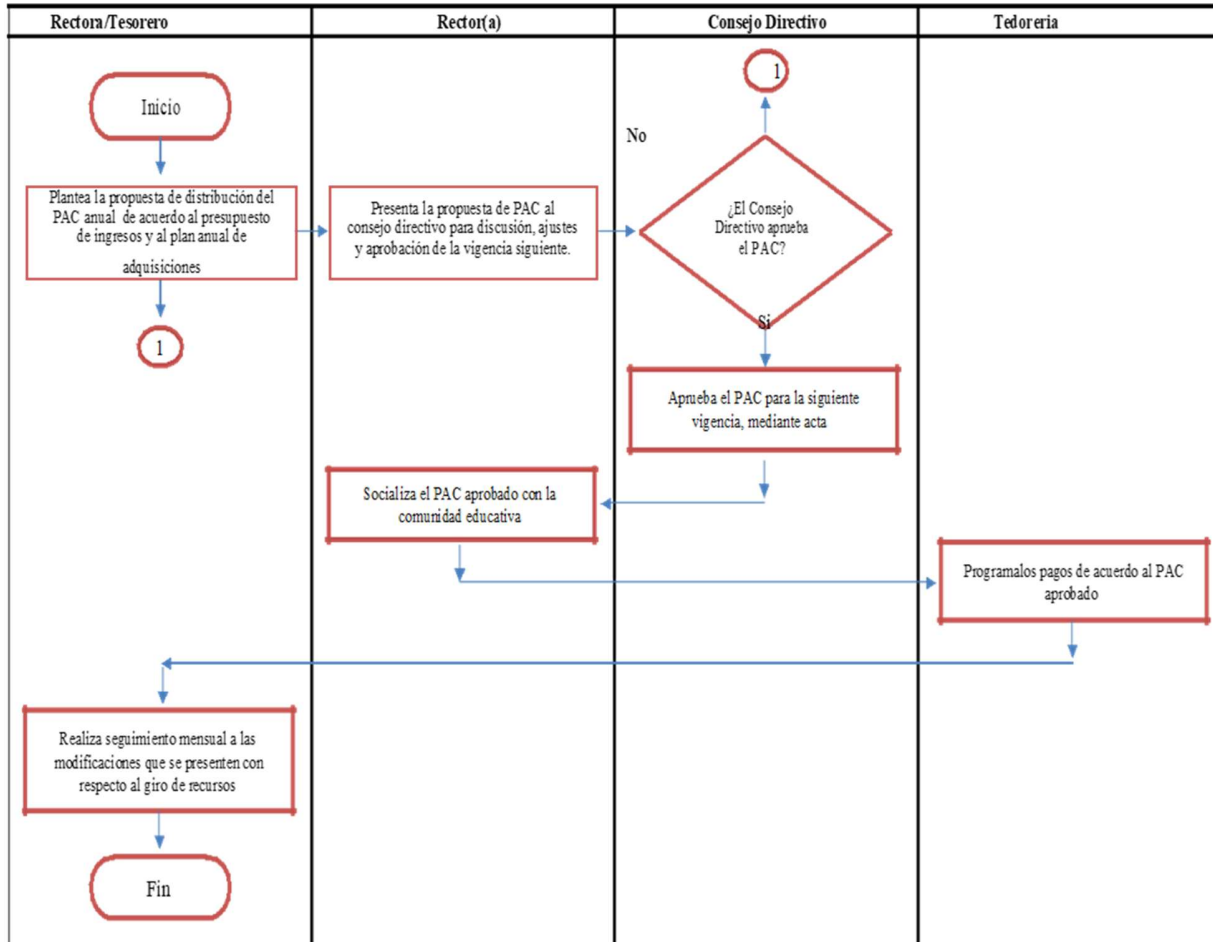 Rectora/Tesorero
Rector(a)
Consejo Directivo
Tedoreria
1
Inicio
No
Plantea la propuesta de distribución del
PAC anual de acuerdo al presupuesto
de ingresos y al plan anual de
adquisiciones
Presenta la propuesta de PAC al
consejo directivo para discusión, ajustes
y aprobación de la vigencia siguiente.
¿El Consejo
Directivo aprueba
el PAC?
Si
1
Aprueba el PAC para la siguiente
vigencia, mediante acta
Socializa el PAC aprobado con la
comunidad educativa
Programalos pagos de acuerdo al PAC
aprobado
Realiza seguimiento mensual a las
modificaciones que se presenten con
respecto al giro de recursos
Fin